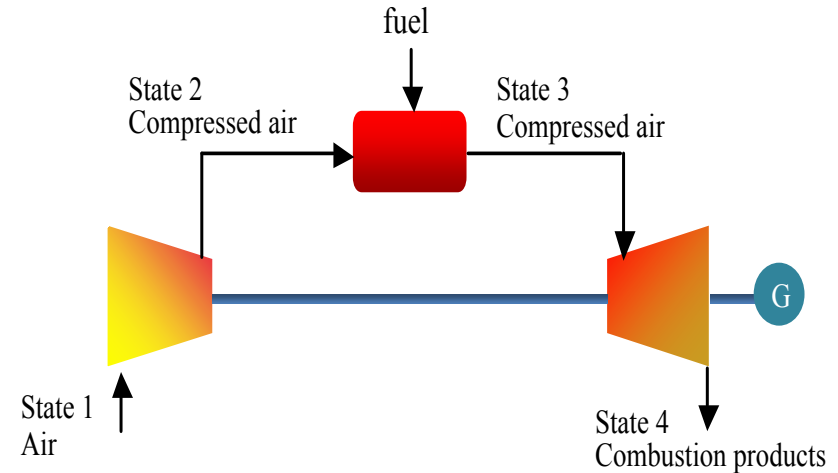 fuel
State 2
Compressed air
State 3
Compressed air
G
State 1
Air
State 4
Combustion products